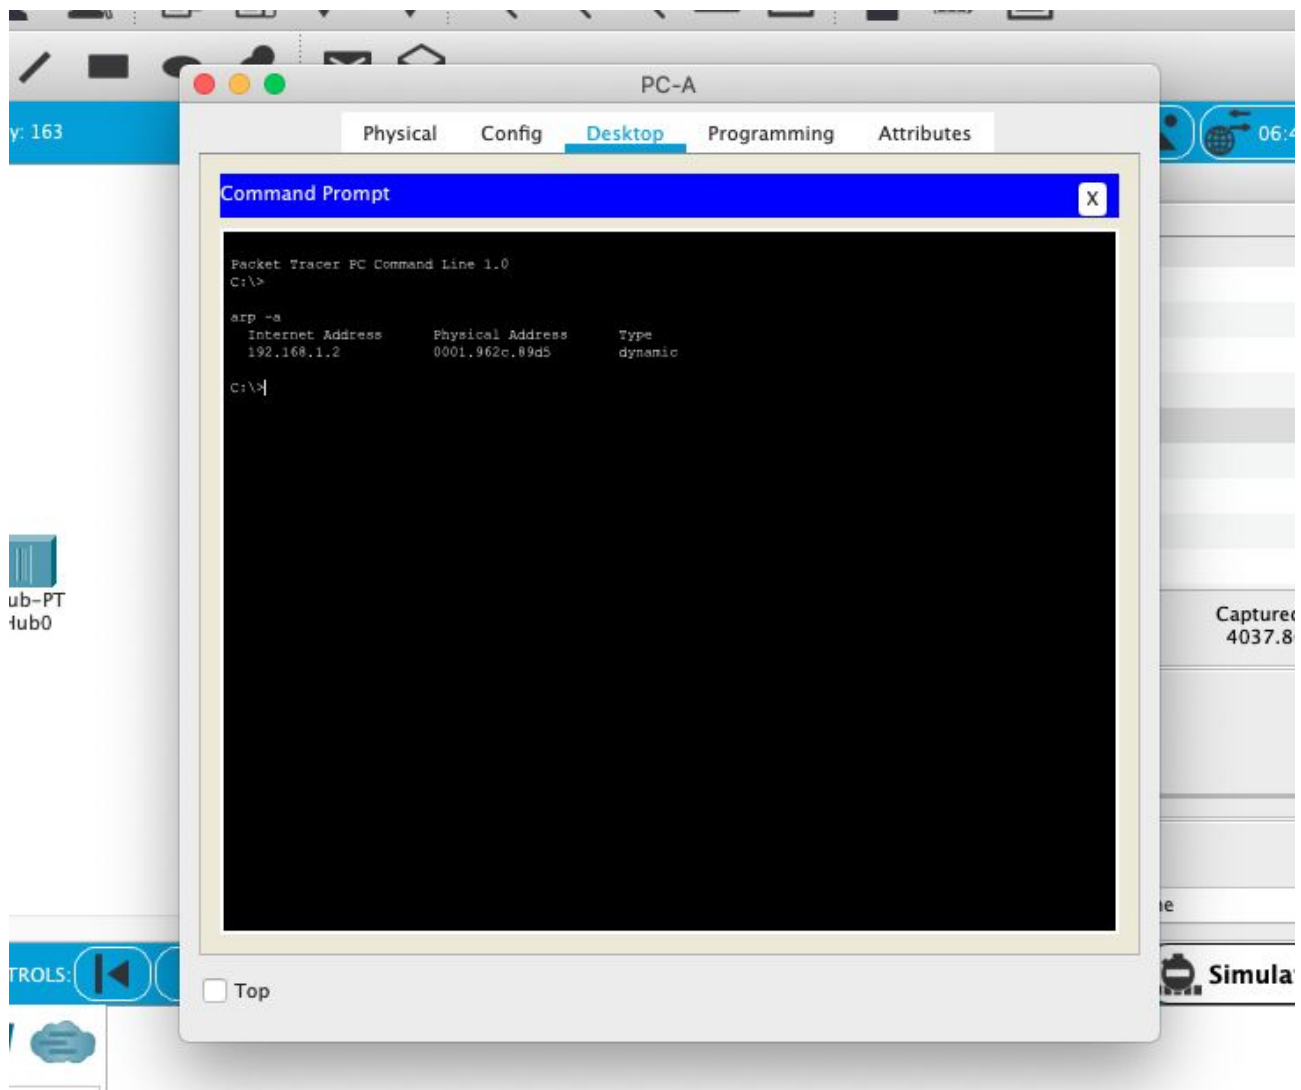 y: 163
PC-A
Physical Config Desktop Programming Attributes
06:4
Command Prompt
X
Packet Tracer PC Command Line 1.0
C:\>
arp -a
Internet Address Physical Address Type
192.168.1.2 0001.962c.89d5 dynamic
C:\>
ub-PT
Hub0
Captured
4037.8
ne
TROLS:
Simula
Top